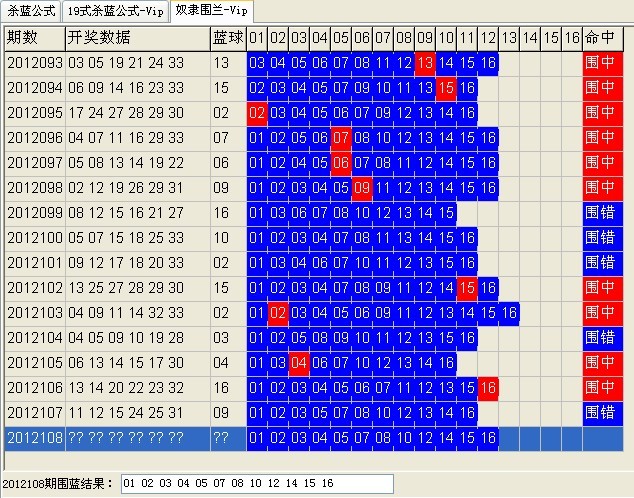 杀蓝公式 19式杀蓝公式-Vip 奴隶围兰-Vip
期数 开奖数据 蓝球 01 02 03 04 05 06 07 08 09 10 11 12 13 14 15 16 命中
2012093 03 05 19 21 24 33 13 03 04 05 06 07 08 11 12 13 14 15 16 围中
2012094 06 09 14 16 23 33 15 02 03 04 05 07 09 10 11 13 15 16 围中
2012095 17 24 27 28 29 30 02 02 03 04 05 06 07 09 12 13 14 16 围中
2012096 04 07 11 16 29 33 07 01 02 05 06 07 08 10 12 13 14 15 16 围中
2012097 05 08 13 14 19 22 06 01 02 04 05 06 07 08 11 12 14 15 16 围中
2012098 02 12 19 26 29 31 09 01 02 03 04 05 09 10 11 13 14 15 16 围中
2012099 08 12 15 16 21 27 16 01 03 06 07 08 10 12 13 14 15 围错
2012100 05 07 15 18 25 33 10 01 02 03 04 07 08 11 13 14 15 16 围错
2012101 09 12 17 18 20 33 02 01 03 04 06 08 11 12 13 14 15 16 围错
2012102 13 25 27 28 29 30 15 01 02 03 04 07 08 09 11 12 14 15 16 围中
2012103 04 09 11 14 32 33 02 01 02 03 04 06 07 08 11 12 13 14 15 16 围中
2012104 04 05 09 10 19 28 03 01 02 05 08 09 10 11 12 13 15 16 围错
2012105 06 13 14 15 17 30 04 01 03 04 06 07 10 12 13 14 16 围中
2012106 13 14 20 22 23 32 16 01 02 03 04 05 06 07 11 12 13 15 16 围中
2012107 11 12 15 24 25 31 09 01 02 03 05 07 08 10 12 13 14 16 围错
2012108 ?? ?? ?? ?? ?? ?? ?? 01 02 03 04 05 07 08 10 12 14 15 16
2012108期围蓝结果： 01 02 03 04 05 07 08 10 12 14 15 16